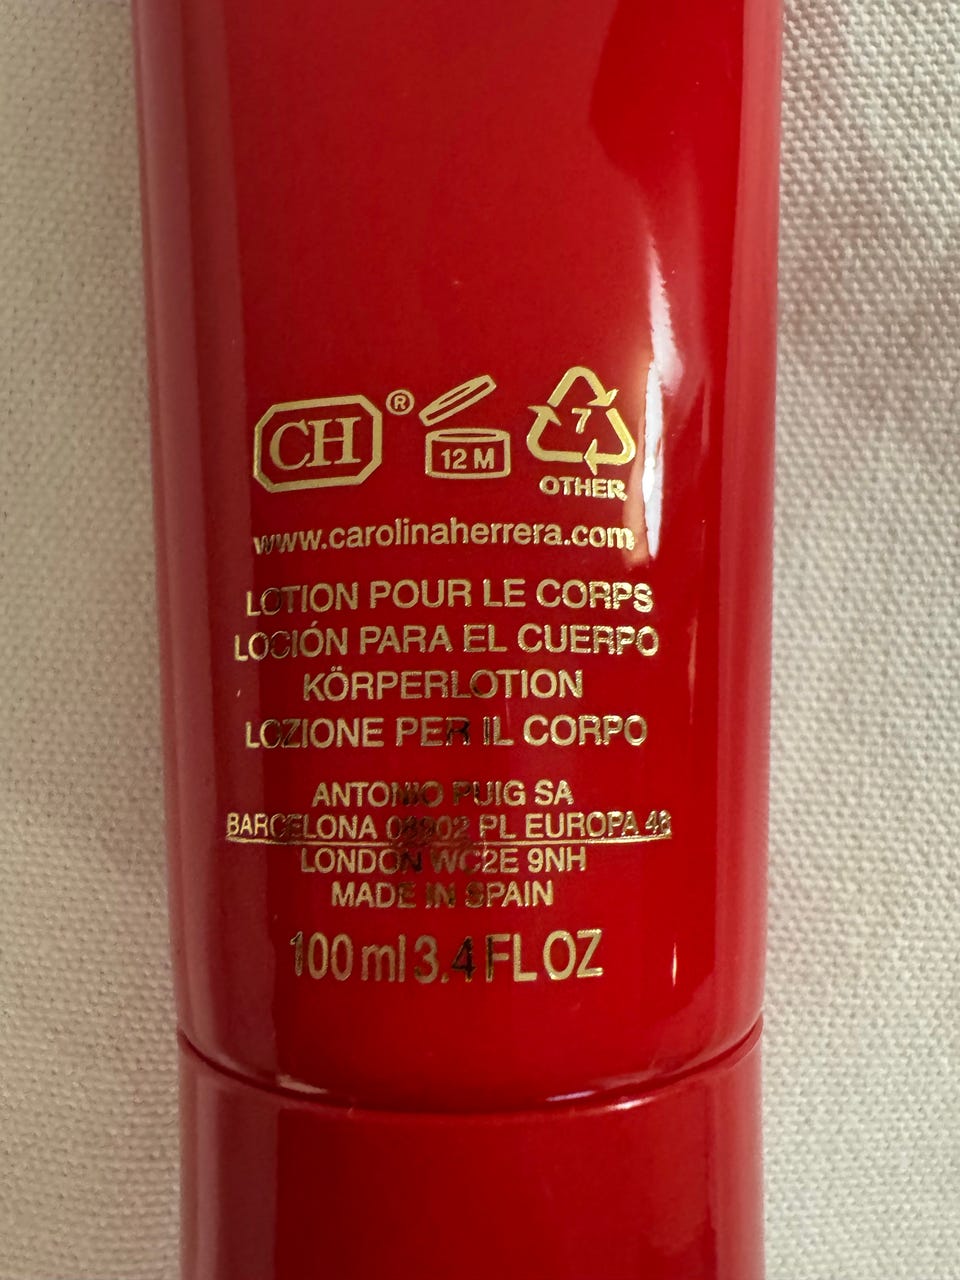 CH ® 12 M 7
OTHER
www.carolinaherrera.com
LOTION POUR LE CORPS
LOCIÓN PARA EL CUERPO
KÖRPERLOTION
LOZIONE PER IL CORPO
ANTONIO PUIG SA
BARCELONA 08902 PL EUROPA 46
LONDON WC2E 9NH
MADE IN SPAIN
100 ml 3.4 FL OZ